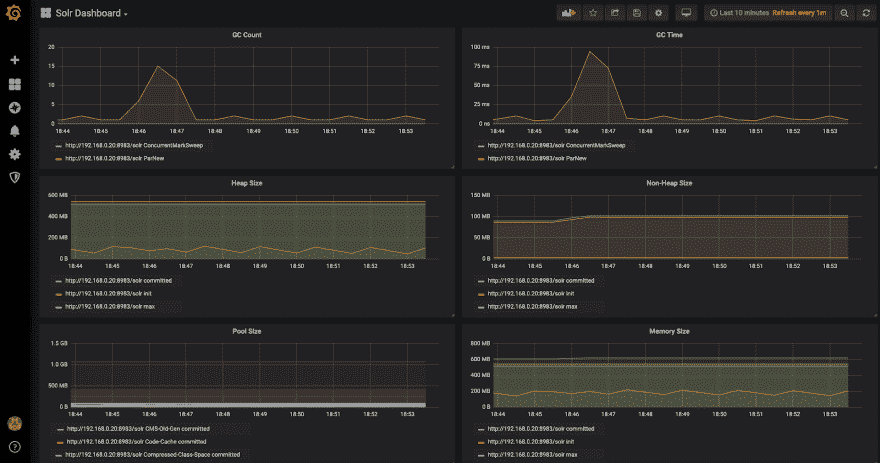 Solr Dashboard
Last 10 minutes Refresh every 1m
GC Count
20
15
10
5
0
18:44 18:45 18:46 18:47 18:48 18:49 18:50 18:51 18:52 18:53
http://192.168.0.20:8983/solr ConcurrentMarkSweep
http://192.168.0.20:8983/solr ParNew
GC Time
100 ms
75 ms
50 ms
25 ms
0 ns
18:44 18:45 18:46 18:47 18:48 18:49 18:50 18:51 18:52 18:53
http://192.168.0.20:8983/solr ConcurrentMarkSweep
http://192.168.0.20:8983/solr ParNew
Heap Size
600 MB
400 MB
200 MB
0 B
18:44 18:45 18:46 18:47 18:48 18:49 18:50 18:51 18:52 18:53
http://192.168.0.20:8983/solr committed
http://192.168.0.20:8983/solr init
http://192.168.0.20:8983/solr max
Non-Heap Size
150 MB
100 MB
50 MB
0 B
18:44 18:45 18:46 18:47 18:48 18:49 18:50 18:51 18:52 18:53
http://192.168.0.20:8983/solr committed
http://192.168.0.20:8983/solr init
http://192.168.0.20:8983/solr max
Pool Size
1.5 GB
1.0 GB
500 MB
0 B
18:44 18:45 18:46 18:47 18:48 18:49 18:50 18:51 18:52 18:53
http://192.168.0.20:8983/solr CMS-Old-Gen committed
http://192.168.0.20:8983/solr Code-Cache committed
http://192.168.0.20:8983/solr Compressed-Class-Space committed
Memory Size
800 MB
600 MB
400 MB
200 MB
0 B
18:44 18:45 18:46 18:47 18:48 18:49 18:50 18:51 18:52 18:53
http://192.168.0.20:8983/solr committed
http://192.168.0.20:8983/solr init
http://192.168.0.20:8983/solr max